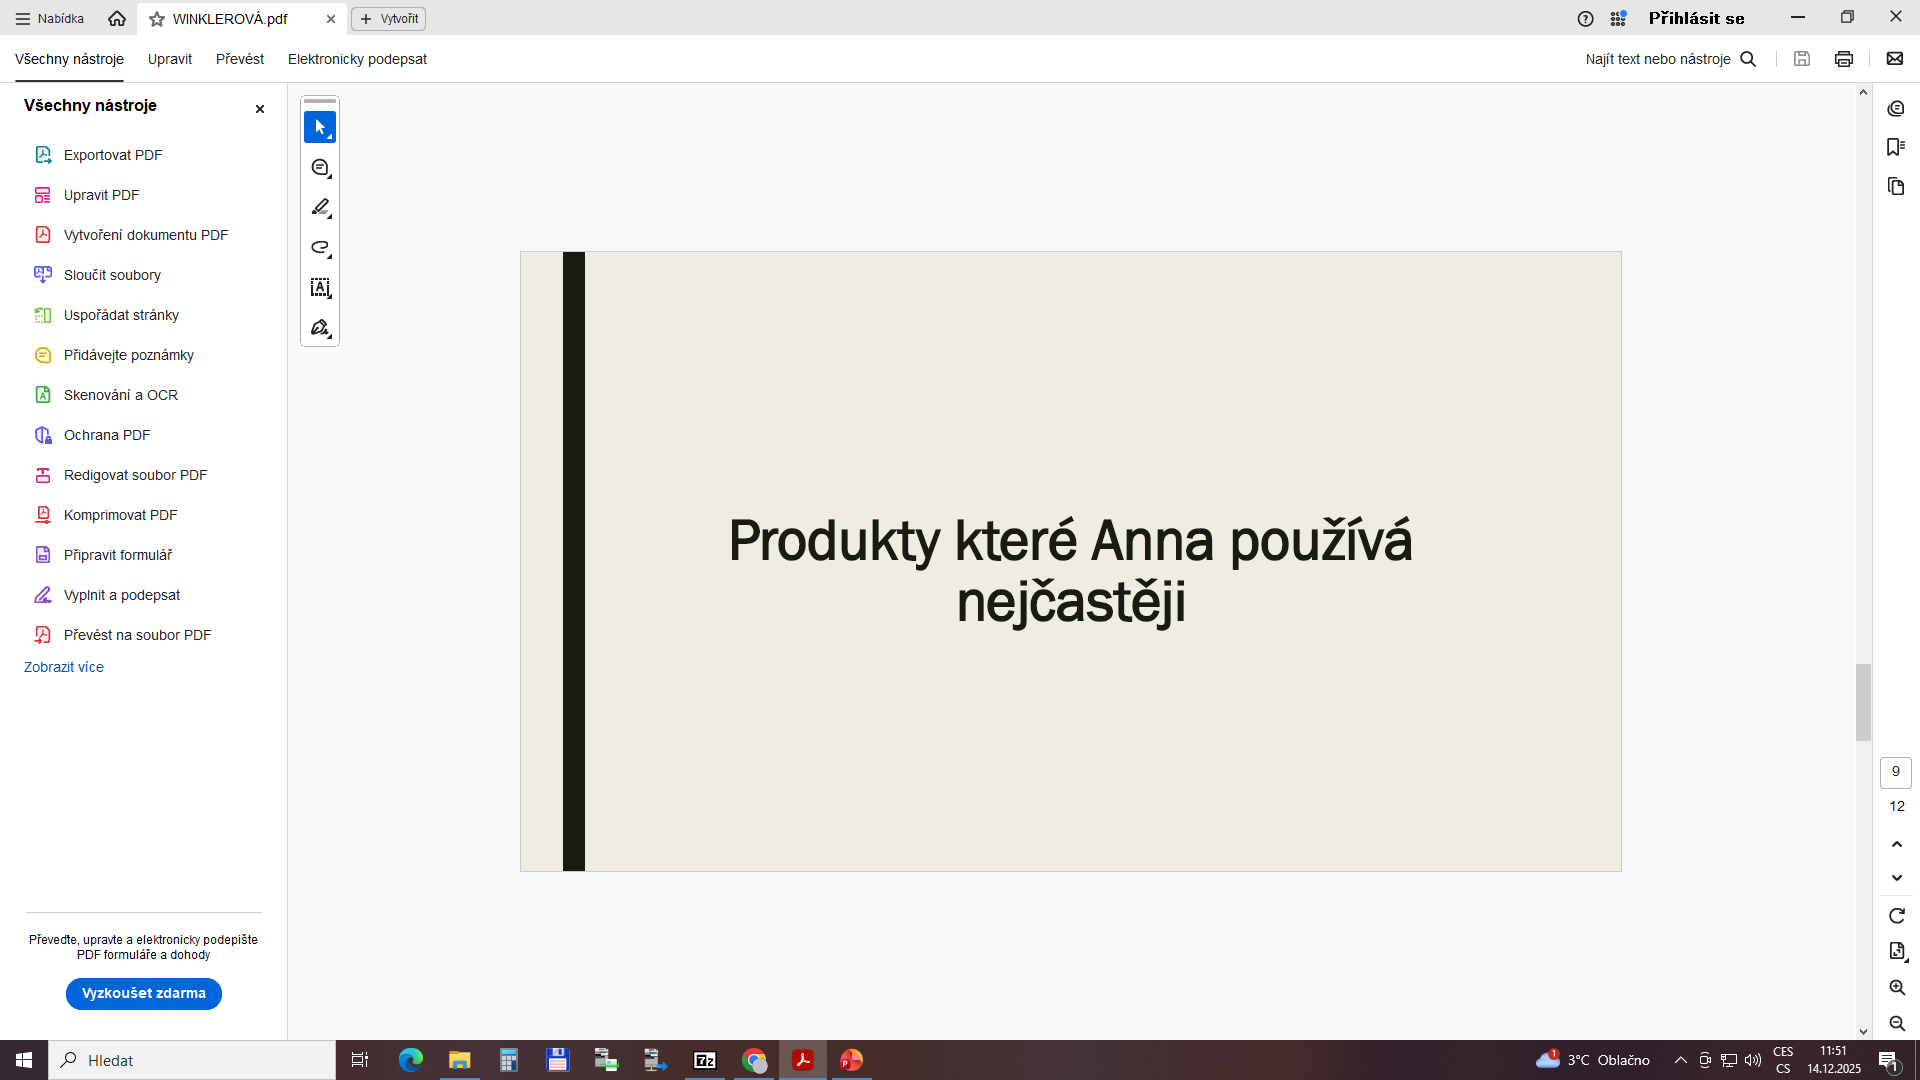 Nabídka
WINKLEROVÁ.pdf
Vytvořit
Přihlásit se
Všechny nástroje
Upravit
Převést
Elektronicky podepsat
Najít text nebo nástroje
Všechny nástroje
Exportovat PDF
Upravit PDF
Vytvoření dokumentu PDF
Sloučit soubory
Uspořádat stránky
Přidávejte poznámky
Skenování a OCR
Ochrana PDF
Redigovat soubor PDF
Komprimovat PDF
Připravit formulář
Vyplnit a podepsat
Převést na soubor PDF
Zobrazit více
Převeďte, upravte a elektronicky podepište
PDF formuláře a dohody
Vyzkoušet zdarma
Produkty které Anna používá
nejčastěji
9
12
Hledat
7z
1
3°C Oblačno
CES
CS
11:51
14.12.2025
1